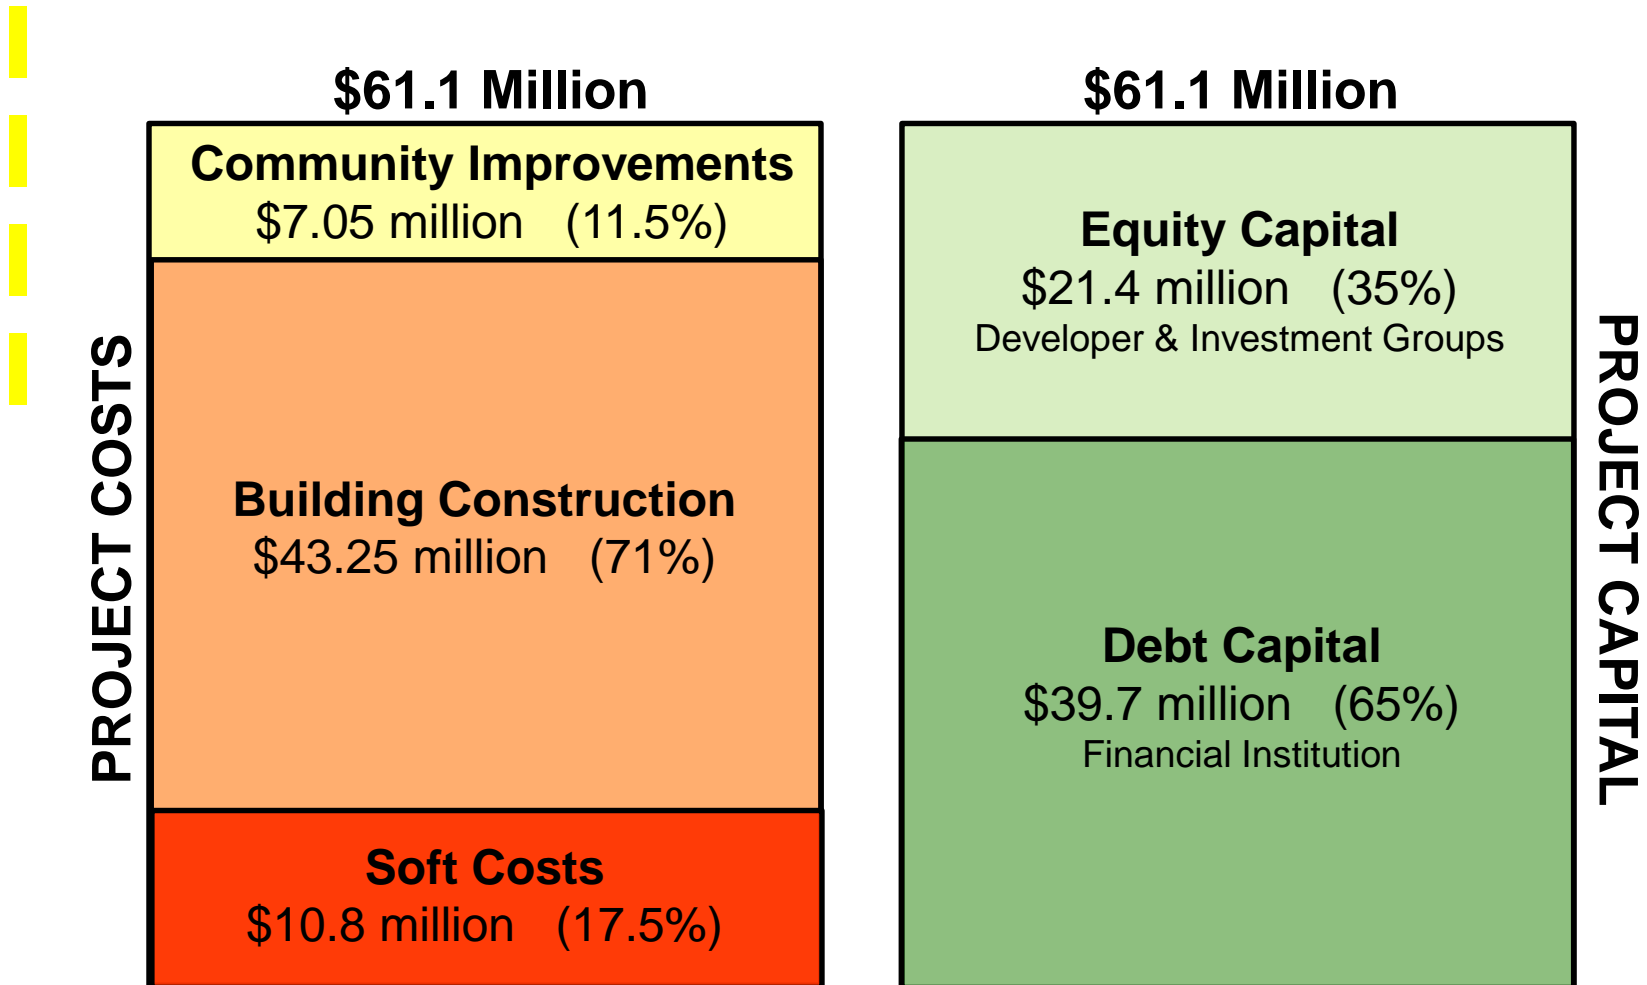 $61.1 Million
Community Improvements
$7.05 million (11.5%)
Building Construction
$43.25 million (71%)
Soft Costs
$10.8 million (17.5%)
PROJECT COSTS
$61.1 Million
Equity Capital
$21.4 million (35%)
Developer & Investment Groups
Debt Capital
$39.7 million (65%)
Financial Institution
PROJECT CAPITAL